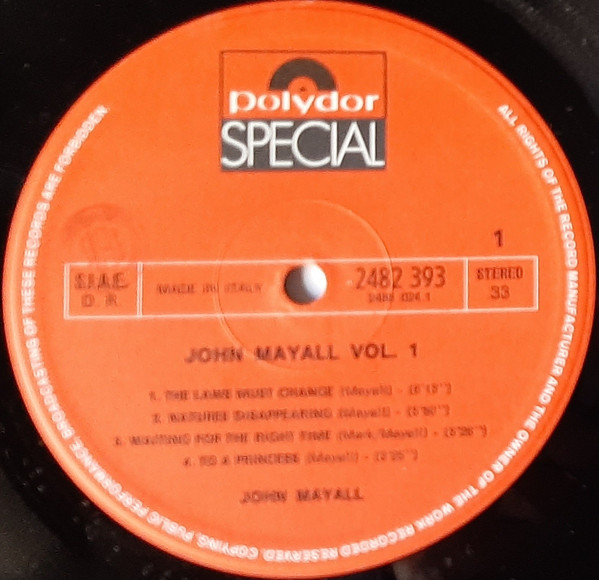 polydor
SPECIAL
1
S.I.A.E.
D. R.
MADE IN ITALY
2482 393
STEREO
33
JOHN MAYALL VOL. 1
1. THE LAWS MUST CHANGE (Mayall) -
2. NATURES DISAPPEARING (Mayall) -
3. WAITING FOR THE RIGHT TIME (Mark/Mayall) -
4. TO A PRINCESS (Mayall) -
JOHN MAYALL
ALL RIGHTS OF THE RECORD MANUFACTURER AND THE OWNER OF THE WORK RECORDED RESERVED. COPYING, PUBLIC PERFORMANCE, BROADCASTING OF THESE RECORDS ARE FORBIDDEN.